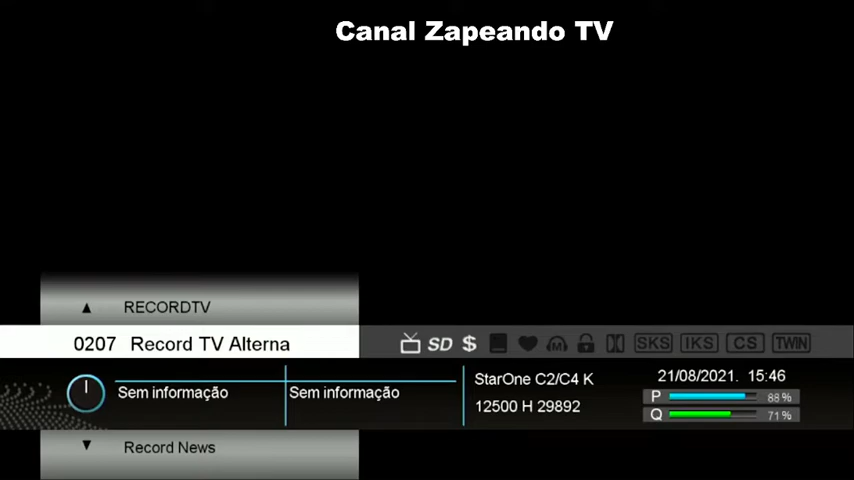 Canal Zapeando TV
RECORDTV
0207 Record TV Alterna
SD $ SKS IKS CS TWIN
Sem informação Sem informação
StarOne C2/C4 K
12500 H 29892
21/08/2021. 15:46
P 88%
Q 71%
Record News